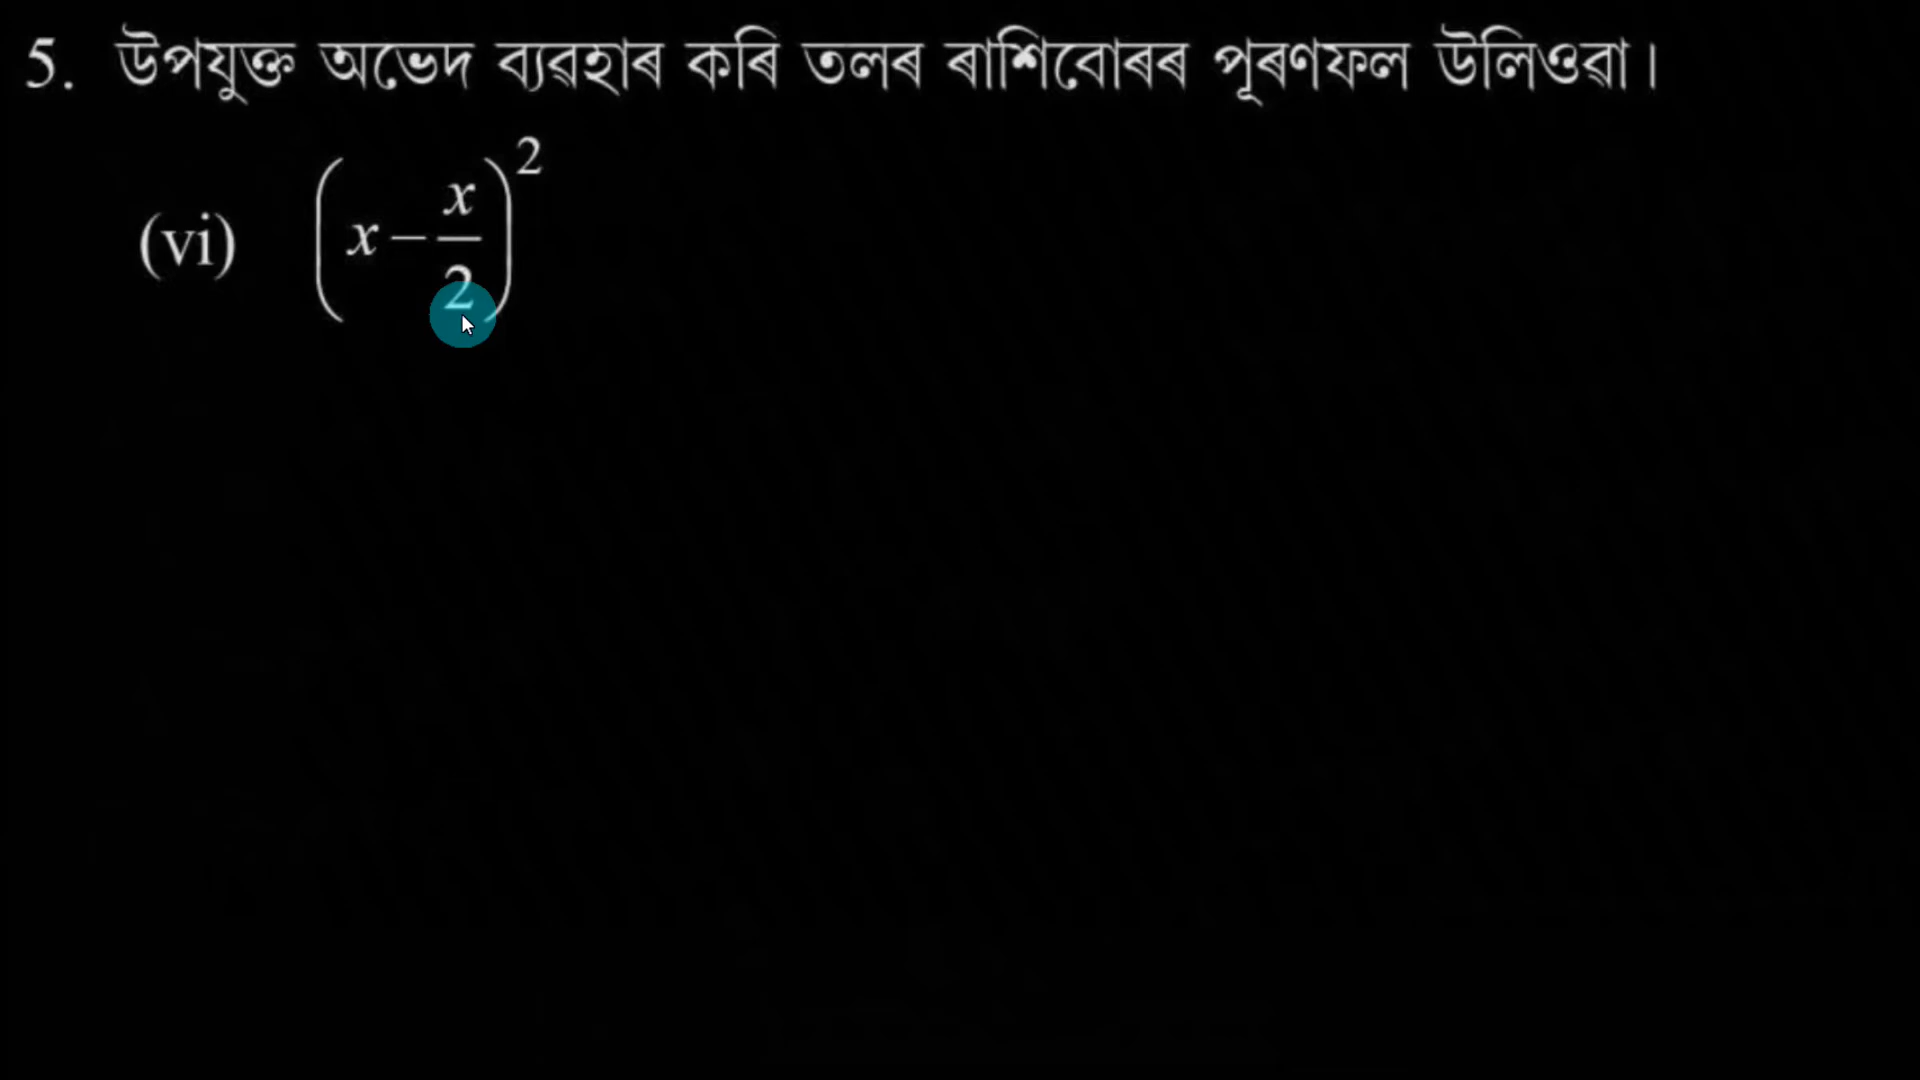 5. উপযুক্ত অভেদ ব্যৱহাৰ কৰি তলৰ ৰাশিবোৰৰ পূৰণফল উলিওৱা।
(vi) (x − x/2)²